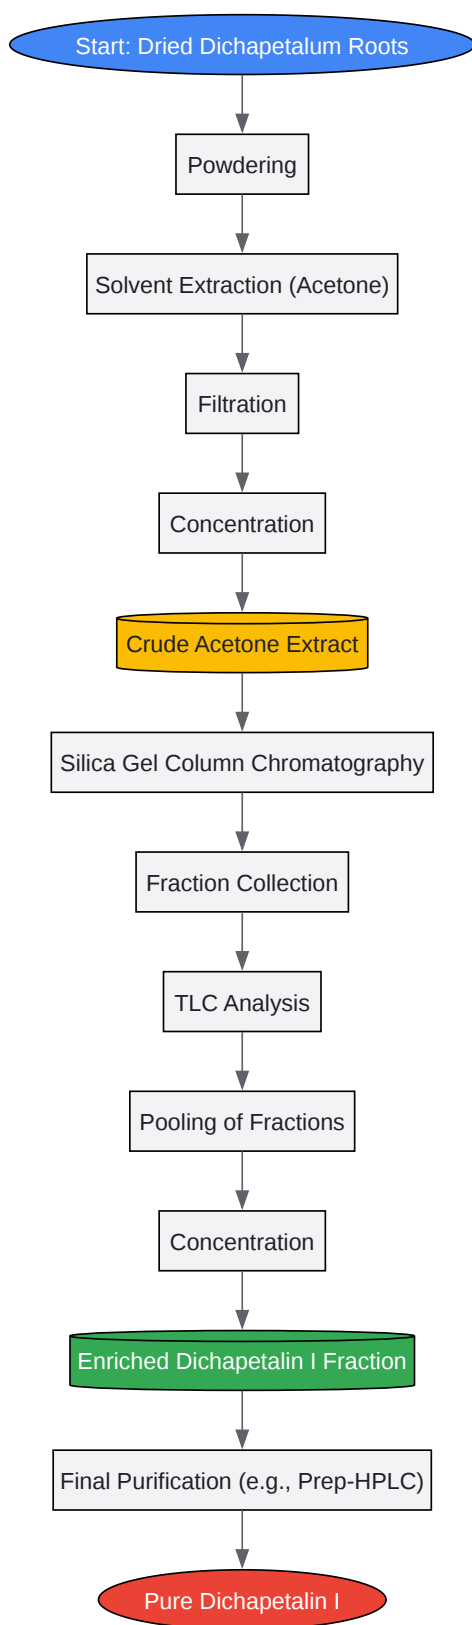 Start: Dried Dichapetalum Roots
Powdering
Solvent Extraction (Acetone)
Filtration
Concentration
Crude Acetone Extract
Silica Gel Column Chromatography
Fraction Collection
TLC Analysis
Pooling of Fractions
Concentration
Enriched Dichapetalin I Fraction
Final Purification (e.g., Prep-HPLC)
Pure Dichapetalin I